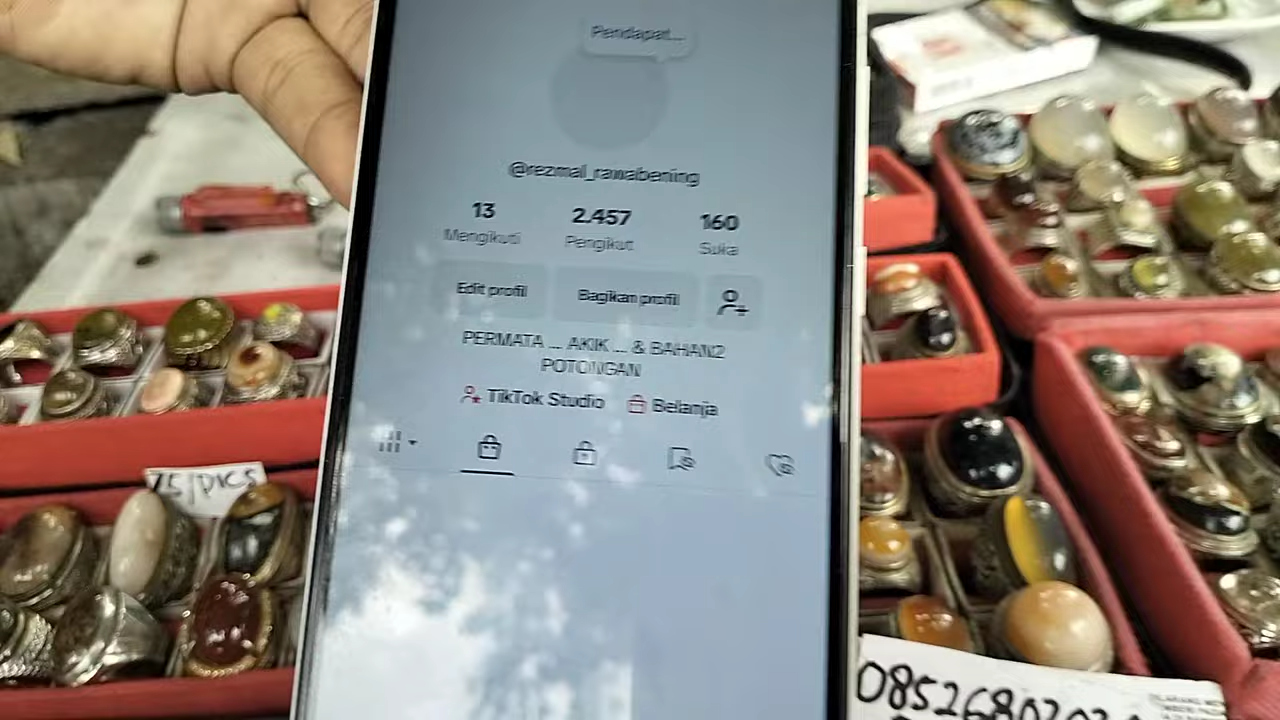 Pendapat...
@rezmal_rawabening
13 2.457 160
Mengikuti Pengikut Suka
Edit profil Bagikan profil
PERMATA ... AKIK ... & BAHAN2
POTONGAN
TikTok Studio Belanja
75/PICS